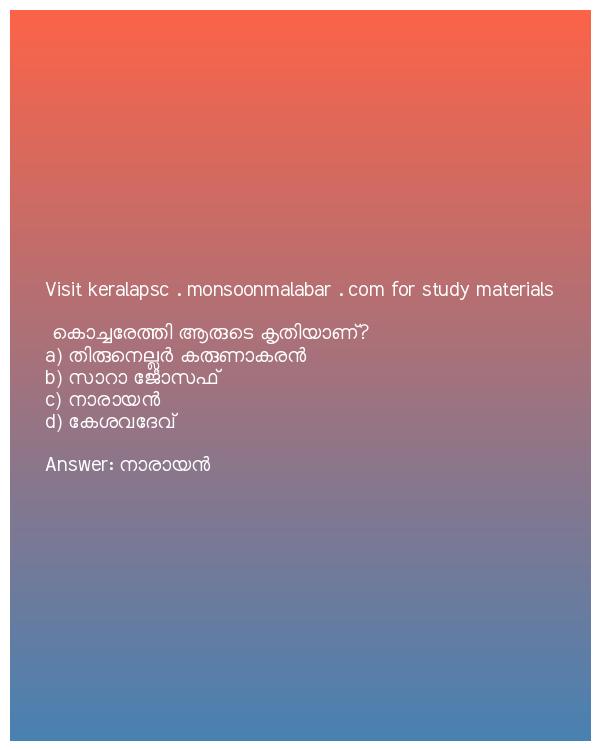 Visit keralapsc . monsoonmalabar . com for study materials
കൊച്ചരേത്തി ആരുടെ കൃതിയാണ്?
a) തിരുനെല്ലൂർ കരുണാകരൻ
b) സാറാ ജോസഫ്
c) നാരായൻ
d) കേശവദേവ്
Answer: നാരായൻ